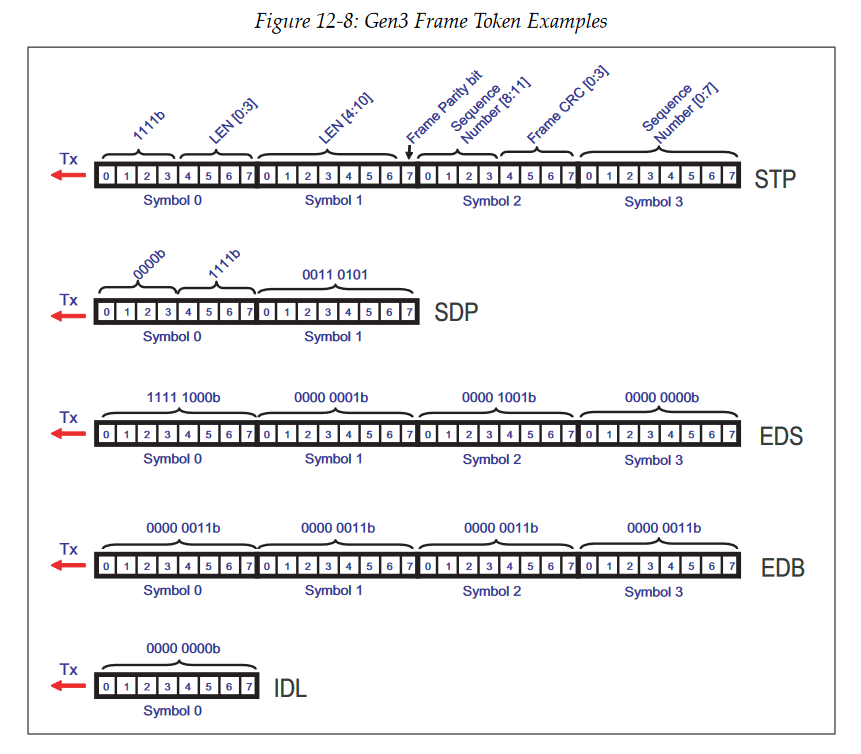 Figure 12-8: Gen3 Frame Token Examples
1111b
LEN [0:3]
LEN [4:10]
Frame Parity bit
Sequence
Number [8:11]
Frame CRC [0:3]
Sequence
Number [0:7]
Tx
0 1 2 3 4 5 6 7 0 1 2 3 4 5 6 7 0 1 2 3 4 5 6 7 0 1 2 3 4 5 6 7
STP
Symbol 0 Symbol 1 Symbol 2 Symbol 3
0000b
1111b
0011 0101
Tx
0 1 2 3 4 5 6 7 0 1 2 3 4 5 6 7
SDP
Symbol 0 Symbol 1
1111 1000b 0000 0001b 0000 1001b 0000 0000b
Tx
0 1 2 3 4 5 6 7 0 1 2 3 4 5 6 7 0 1 2 3 4 5 6 7 0 1 2 3 4 5 6 7
EDS
Symbol 0 Symbol 1 Symbol 2 Symbol 3
0000 0011b 0000 0011b 0000 0011b 0000 0011b
Tx
0 1 2 3 4 5 6 7 0 1 2 3 4 5 6 7 0 1 2 3 4 5 6 7 0 1 2 3 4 5 6 7
EDB
Symbol 0 Symbol 1 Symbol 2 Symbol 3
0000 0000b
Tx
0 1 2 3 4 5 6 7
IDL
Symbol 0